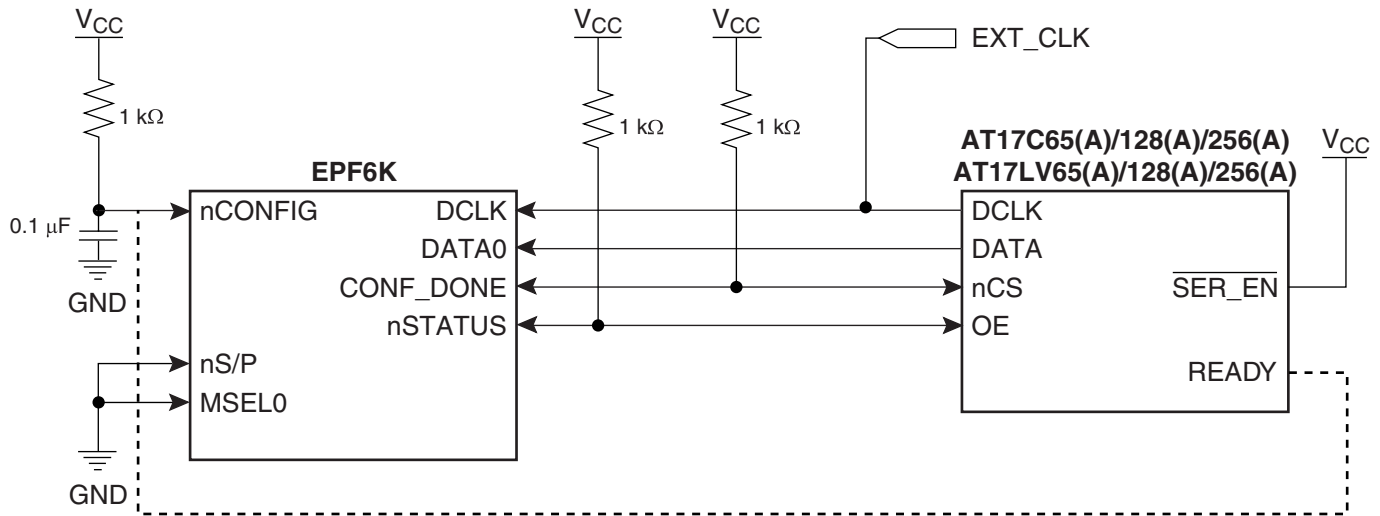 VCC
VCC
VCC
EXT_CLK
1 kΩ
1 kΩ
1 kΩ
AT17C65(A)/128(A)/256(A)
AT17LV65(A)/128(A)/256(A)
VCC
EPF6K
0.1 μF
GND
nCONFIG
DCLK
DATA0
CONF_DONE
nSTATUS
nS/P
MSEL0
GND
DCLK
DATA
nCS
SER_EN
OE
READY